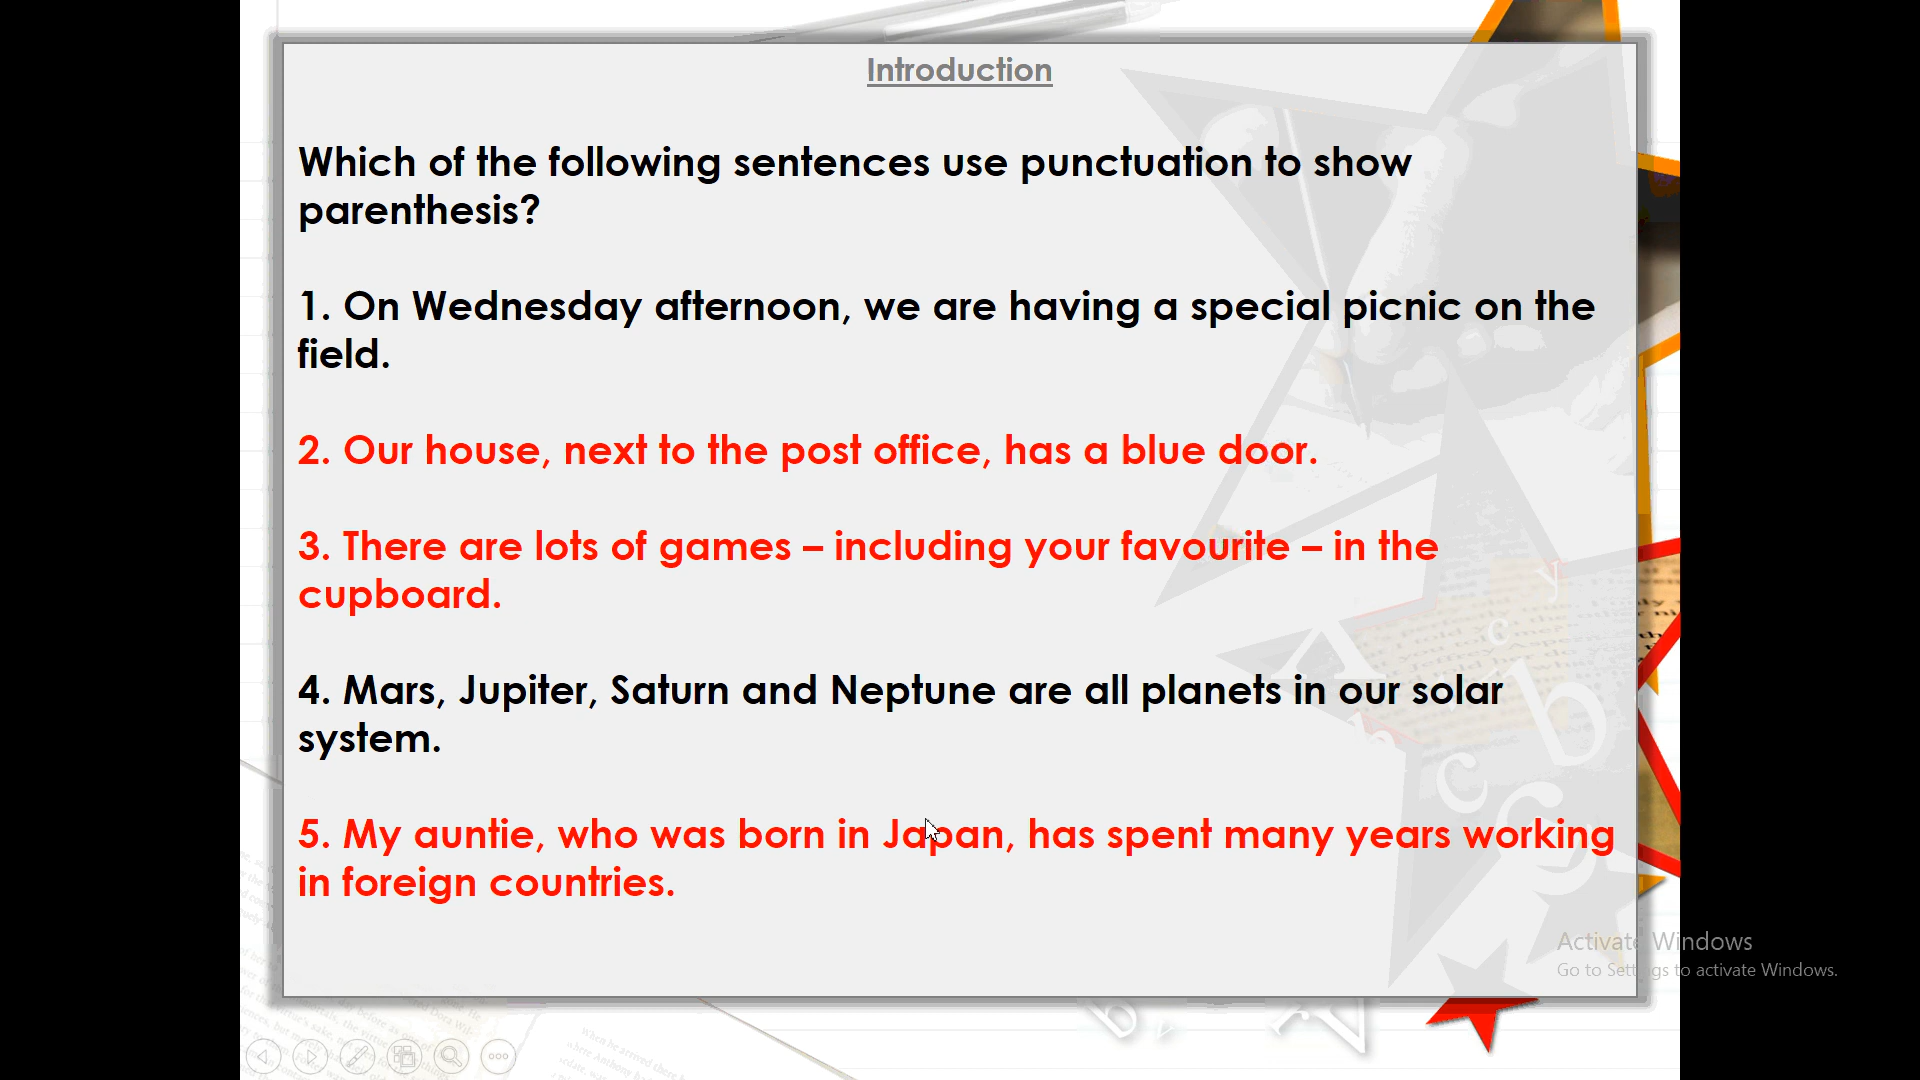 Introduction
Which of the following sentences use punctuation to show
parenthesis?
1. On Wednesday afternoon, we are having a special picnic on the
field.
2. Our house, next to the post office, has a blue door.
3. There are lots of games – including your favourite – in the
cupboard.
4. Mars, Jupiter, Saturn and Neptune are all planets in our solar
system.
5. My auntie, who was born in Japan, has spent many years working
in foreign countries.
Activate Windows
Go to Settings to activate Windows.